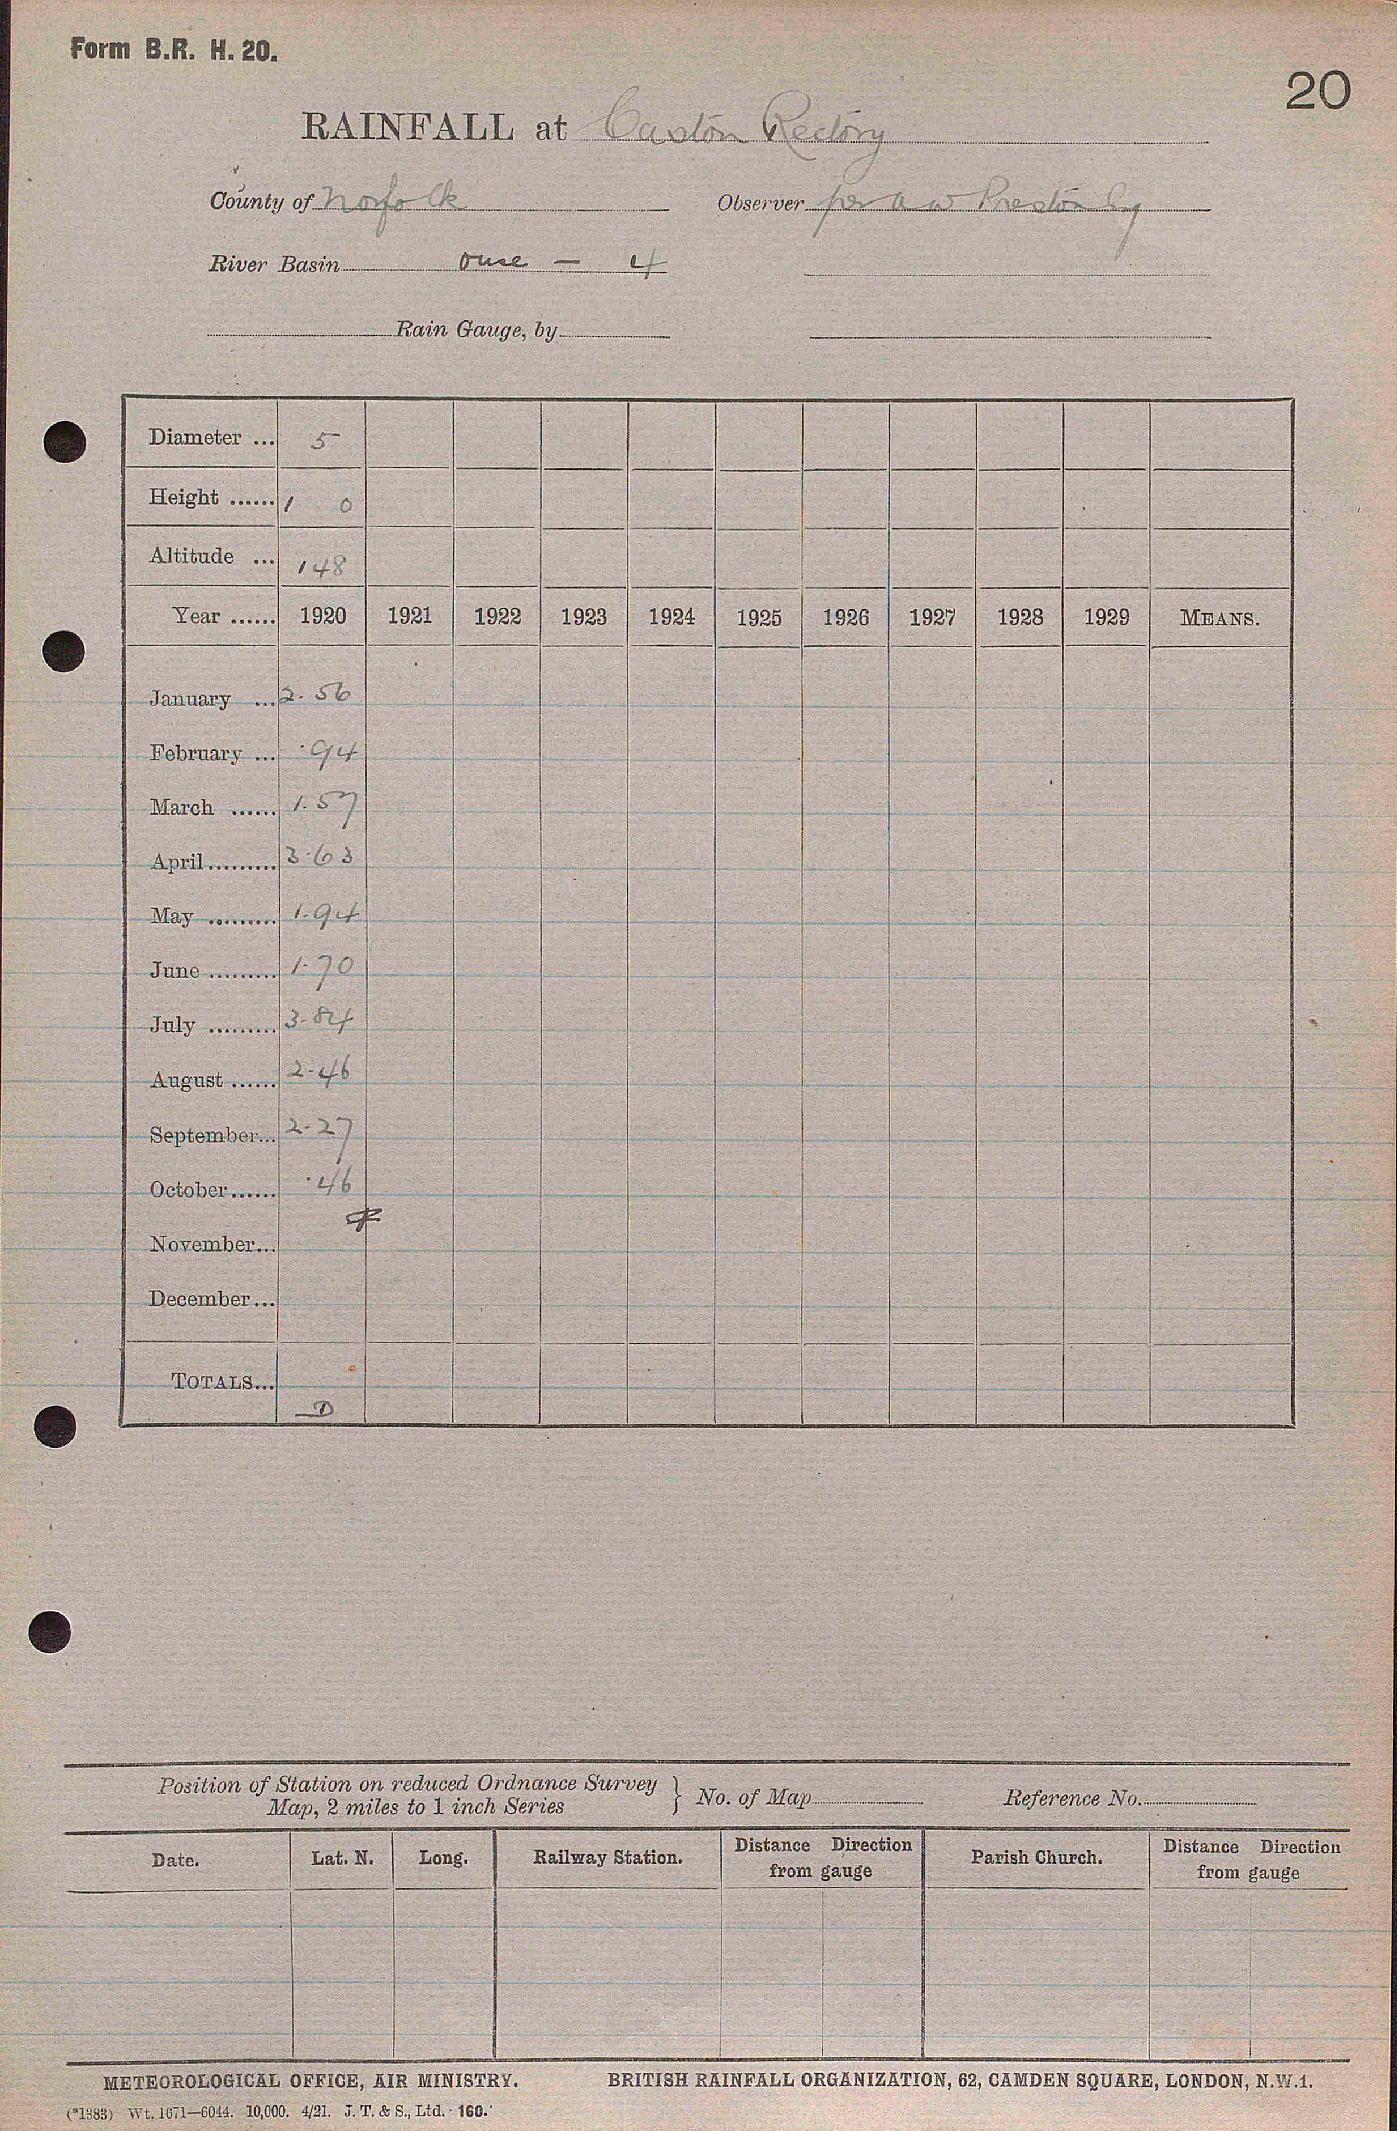 Form B.R. H. 20.
20
RAINFALL at Caston Rectory
County of Norfolk Observer per A W Preston Esq
River Basin Ouse — 4
Rain Gauge, by
Diameter ... 5
Height ...... 1 0
Altitude ... 148
Year ...... 1920 1921 1922 1923 1924 1925 1926 1927 1928 1929 MEANS.
January ... 2.56
February ... .94
March ...... 1.57
April ......... 3.63
May ......... 1.94
June ......... 1.70
July ......... 3.84
August ...... 2.46
September... 2.27
October ...... .46
November...
December...
TOTALS...
D
Position of Station on reduced Ordnance Survey } No. of Map Reference No.
Map, 2 miles to 1 inch Series
Date. Lat. N. Long. Railway Station. Distance Direction from gauge Parish Church. Distance Direction from gauge
METEOROLOGICAL OFFICE, AIR MINISTRY. BRITISH RAINFALL ORGANIZATION, 62, CAMDEN SQUARE, LONDON, N.W.1.
(*1383) Wt. 1671—6044. 10,000. 4/21. J. T. & S., Ltd. 160.